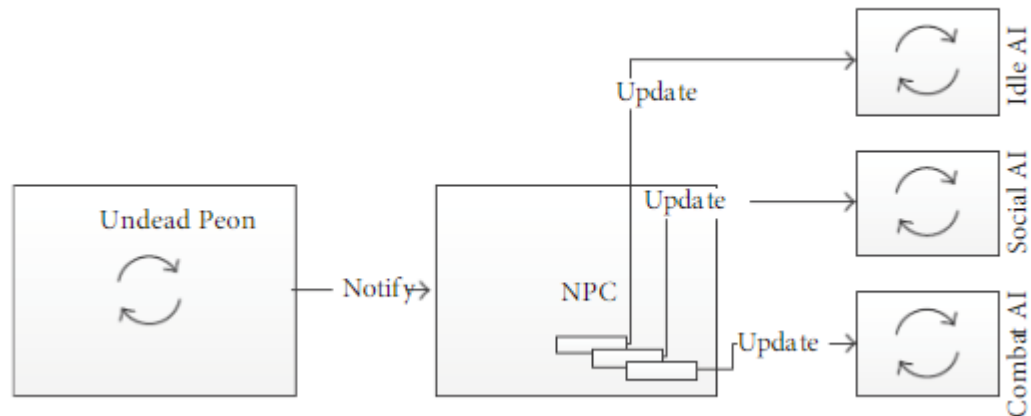 Undead Peon
Notify
NPC
Update
Update
Update
Idle AI
Social AI
Combat AI